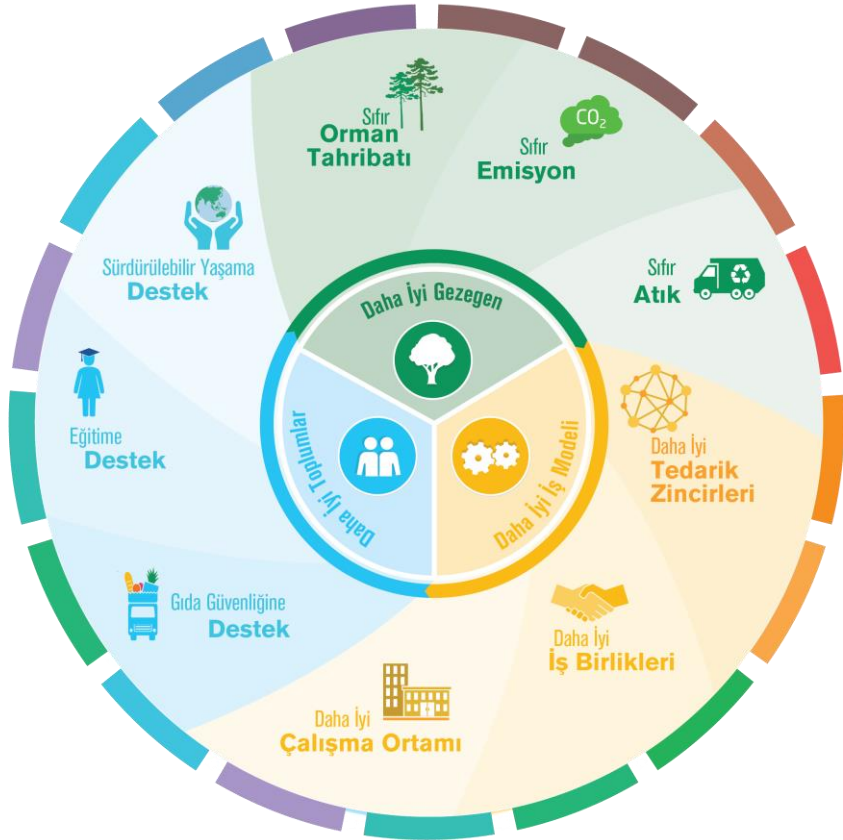 Sıfır
Orman
Tahribatı
CO₂
Sıfır
Emisyon
Sıfır
Atık
Daha İyi
Tedarik
Zincirleri
Daha İyi
İş Birlikleri
Daha İyi
Çalışma Ortamı
Gıda Güvenliğine
Destek
Eğitime
Destek
Sürdürülebilir Yaşama
Destek
Daha İyi Gezegen
Daha İyi İş Modeli
Daha İyi Toplumlar